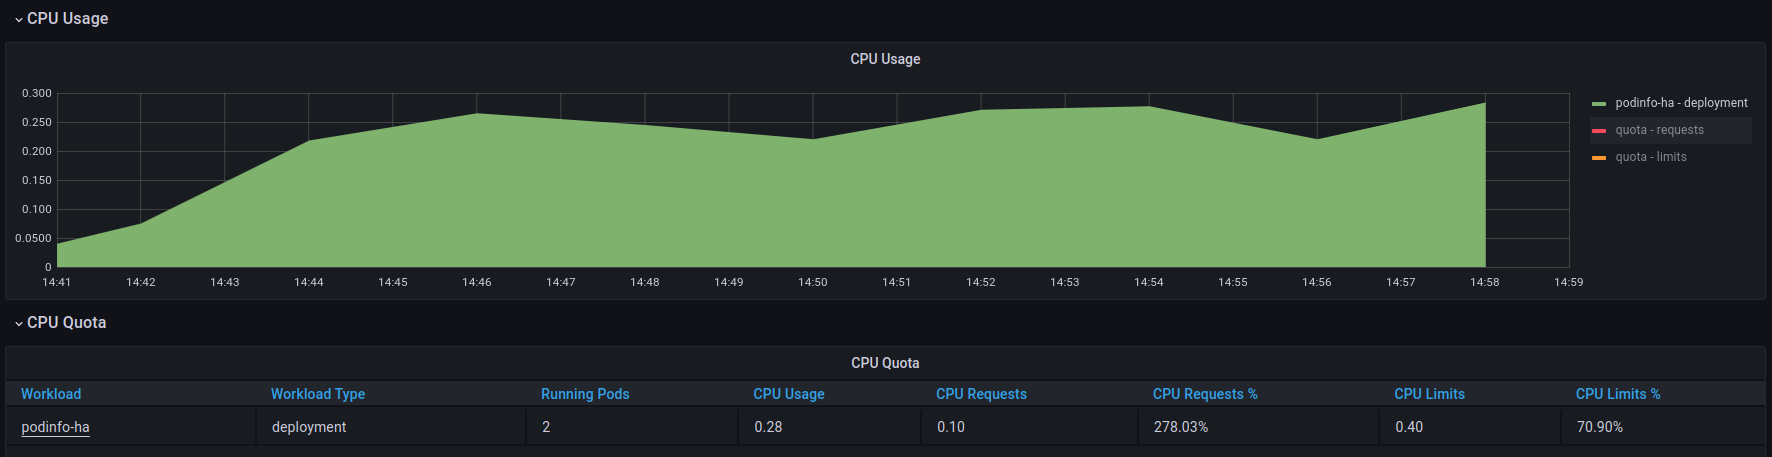 CPU Usage
CPU Usage
0.300
0.250
0.200
0.150
0.100
0.0500
0
14:41 14:42 14:43 14:44 14:45 14:46 14:47 14:48 14:49 14:50 14:51 14:52 14:53 14:54 14:55 14:56 14:57 14:58 14:59
podinfo-ha - deployment
quota - requests
quota - limits
CPU Quota
CPU Quota
Workload Workload Type Running Pods CPU Usage CPU Requests CPU Requests % CPU Limits CPU Limits %
podinfo-ha deployment 2 0.28 0.10 278.03% 0.40 70.90%